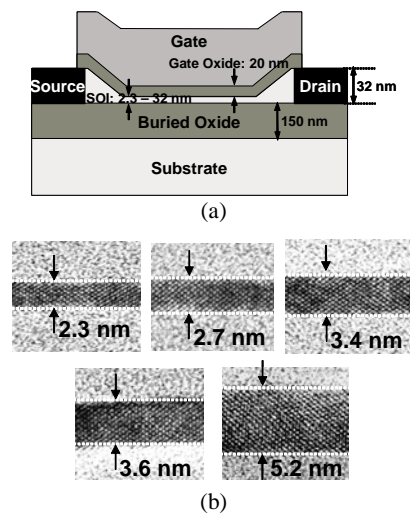 Gate
Gate Oxide: 20 nm
Source
Drain
32 nm
SOI: 2.3 – 32 nm
Buried Oxide
150 nm
Substrate
(a)
2.3 nm
2.7 nm
3.4 nm
3.6 nm
5.2 nm
(b)